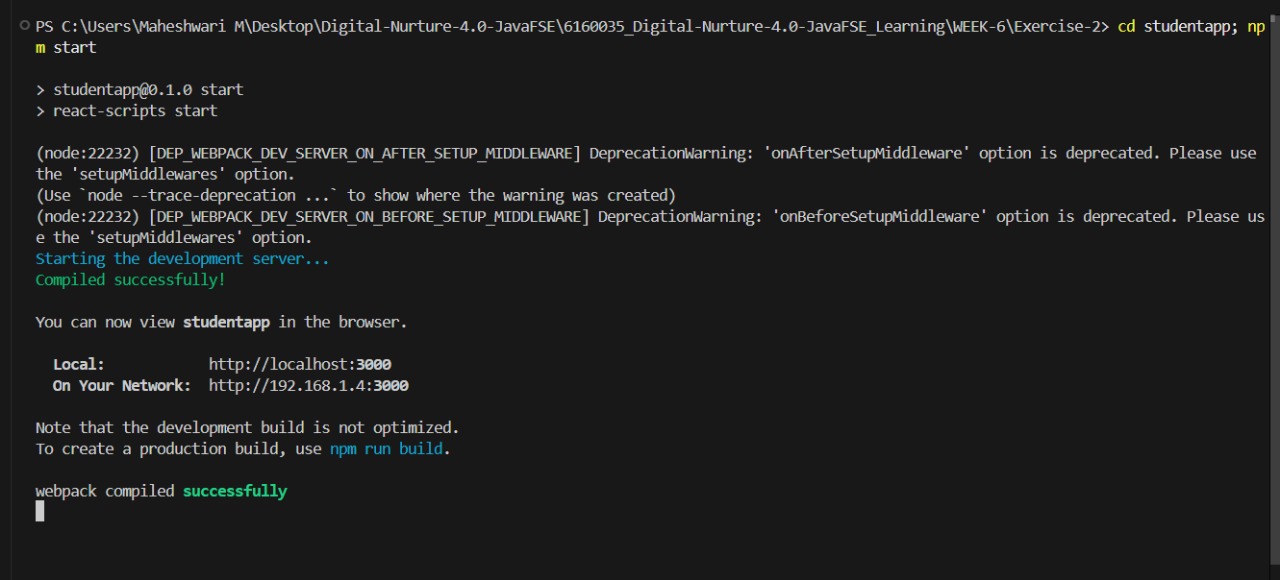 PS C:\Users\Maheshwari M\Desktop\Digital-Nurture-4.0-JavaFSE\6160035_Digital-Nurture-4.0-JavaFSE_Learning\WEEK-6\Exercise-2> cd studentapp; np
m start
> studentapp@0.1.0 start
> react-scripts start
(node:22232) [DEP_WEBPACK_DEV_SERVER_ON_AFTER_SETUP_MIDDLEWARE] DeprecationWarning: 'onAfterSetupMiddleware' option is deprecated. Please use
the 'setupMiddlewares' option.
(Use `node --trace-deprecation ...` to show where the warning was created)
(node:22232) [DEP_WEBPACK_DEV_SERVER_ON_BEFORE_SETUP_MIDDLEWARE] DeprecationWarning: 'onBeforeSetupMiddleware' option is deprecated. Please us
e the 'setupMiddlewares' option.
Starting the development server...
Compiled successfully!
You can now view studentapp in the browser.
Local: http://localhost:3000
On Your Network: http://192.168.1.4:3000
Note that the development build is not optimized.
To create a production build, use npm run build.
webpack compiled successfully